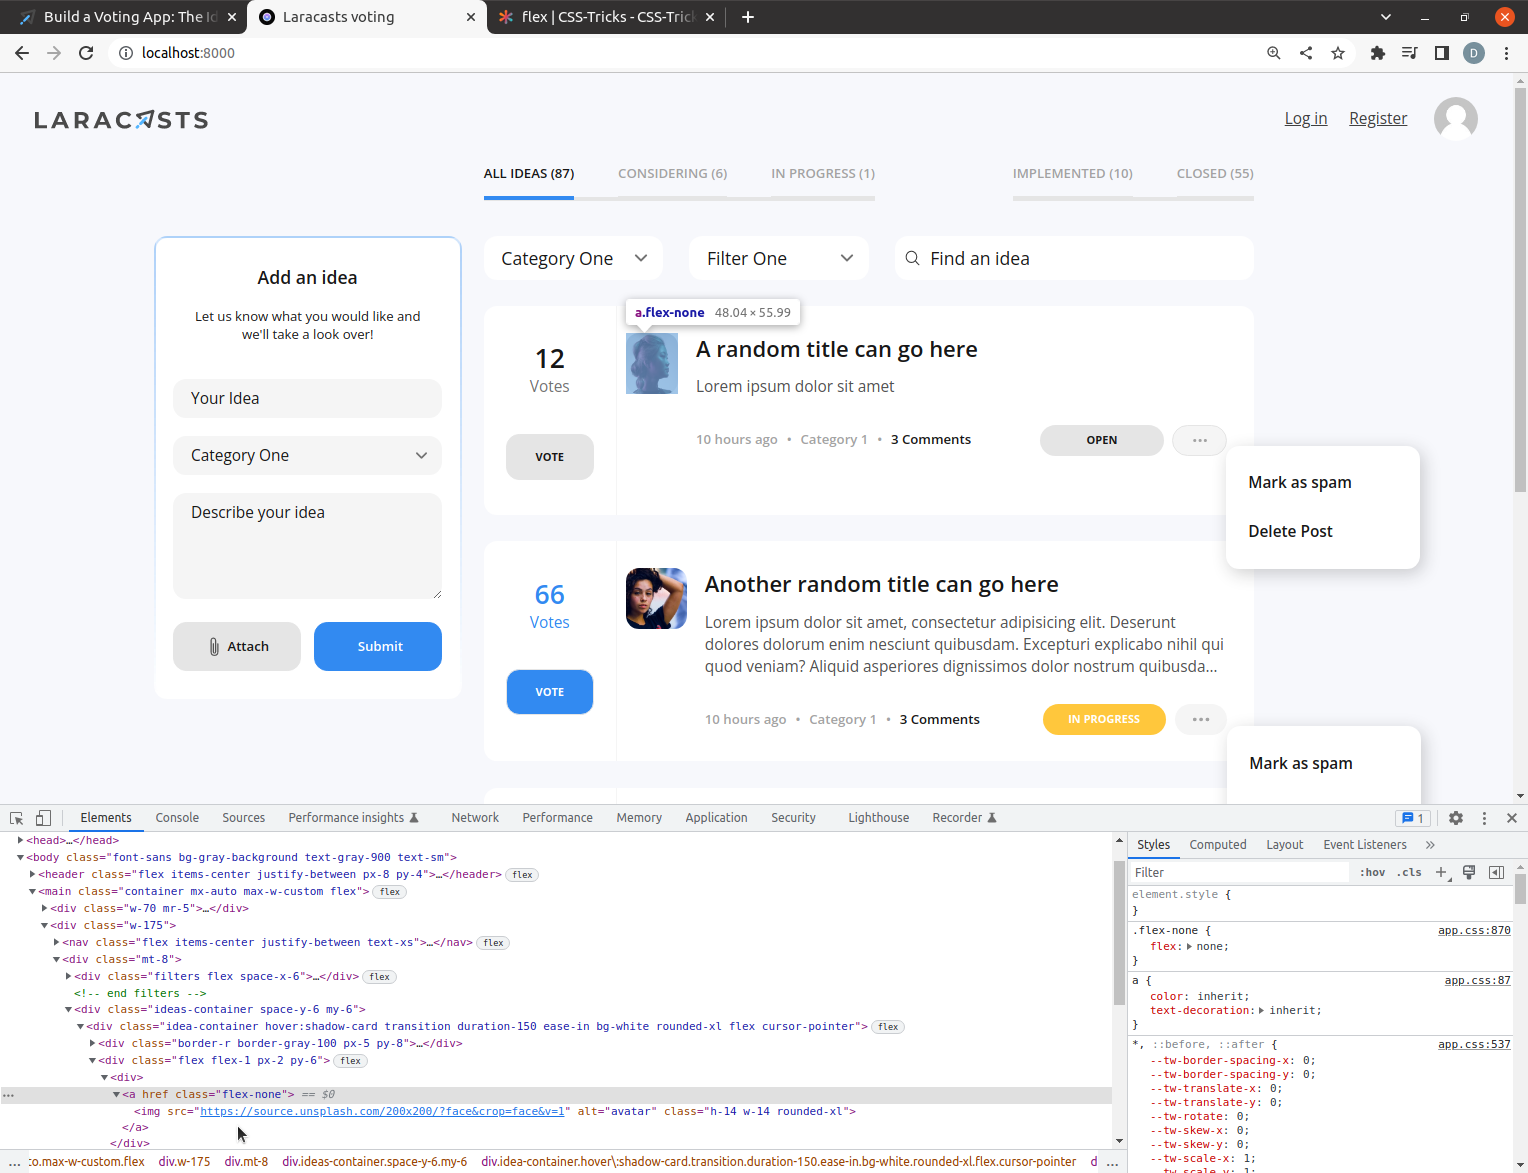 Build a Voting App: The Id
Laracasts voting
flex | CSS-Tricks - CSS-Trick
localhost:8000
D
LARACASTS
Log in Register
ALL IDEAS (87) CONSIDERING (6) IN PROGRESS (1) IMPLEMENTED (10) CLOSED (55)
Add an idea
Let us know what you would like and
we'll take a look over!
Your Idea
Category One
Describe your idea
Attach Submit
Category One Filter One Find an idea
a.flex-none 48.04 × 55.99
12
Votes
VOTE
A random title can go here
Lorem ipsum dolor sit amet
10 hours ago • Category 1 • 3 Comments OPEN ...
Mark as spam
Delete Post
66
Votes
VOTE
Another random title can go here
Lorem ipsum dolor sit amet, consectetur adipisicing elit. Deserunt
dolores dolorum enim nesciunt quibusdam. Excepturi explicabo nihil qui
quod veniam? Aliquid asperiores dignissimos dolor nostrum quibusda...
10 hours ago • Category 1 • 3 Comments IN PROGRESS ...
Mark as spam
Elements Console Sources Performance insights Network Performance Memory Application Security Lighthouse Recorder 1
<head>…</head>
<body class="font-sans bg-gray-background text-gray-900 text-sm">
<header class="flex items-center justify-between px-8 py-4">…</header> flex
<main class="container mx-auto max-w-custom flex"> flex
<div class="w-70 mr-5">…</div>
<div class="w-175">
<nav class="flex items-center justify-between text-xs">…</nav> flex
<div class="mt-8">
<div class="filters flex space-x-6">…</div> flex
<!-- end filters -->
<div class="ideas-container space-y-6 my-6">
<div class="idea-container hover:shadow-card transition duration-150 ease-in bg-white rounded-xl flex cursor-pointer"> flex
<div class="border-r border-gray-100 px-5 py-8">…</div>
<div class="flex flex-1 px-2 py-6"> flex
<div>
... <a href class="flex-none"> == $0
<img src="https://source.unsplash.com/200x200/?face&crop=face&v=1" alt="avatar" class="h-14 w-14 rounded-xl">
</a>
</div>
... co.max-w-custom.flex div.w-175 div.mt-8 div.ideas-container.space-y-6.my-6 div.idea-container.hover\:shadow-card.transition.duration-150.ease-in.bg-white.rounded-xl.flex.cursor-pointer d ...
Styles Computed Layout Event Listeners »
Filter :hov .cls +
element.style {
}
.flex-none { app.css:870
flex: none;
}
a { app.css:87
color: inherit;
text-decoration: inherit;
}
*, ::before, ::after { app.css:537
--tw-border-spacing-x: 0;
--tw-border-spacing-y: 0;
--tw-translate-x: 0;
--tw-translate-y: 0;
--tw-rotate: 0;
--tw-skew-x: 0;
--tw-skew-y: 0;
--tw-scale-x: 1;
--tw-scale-y: 1;